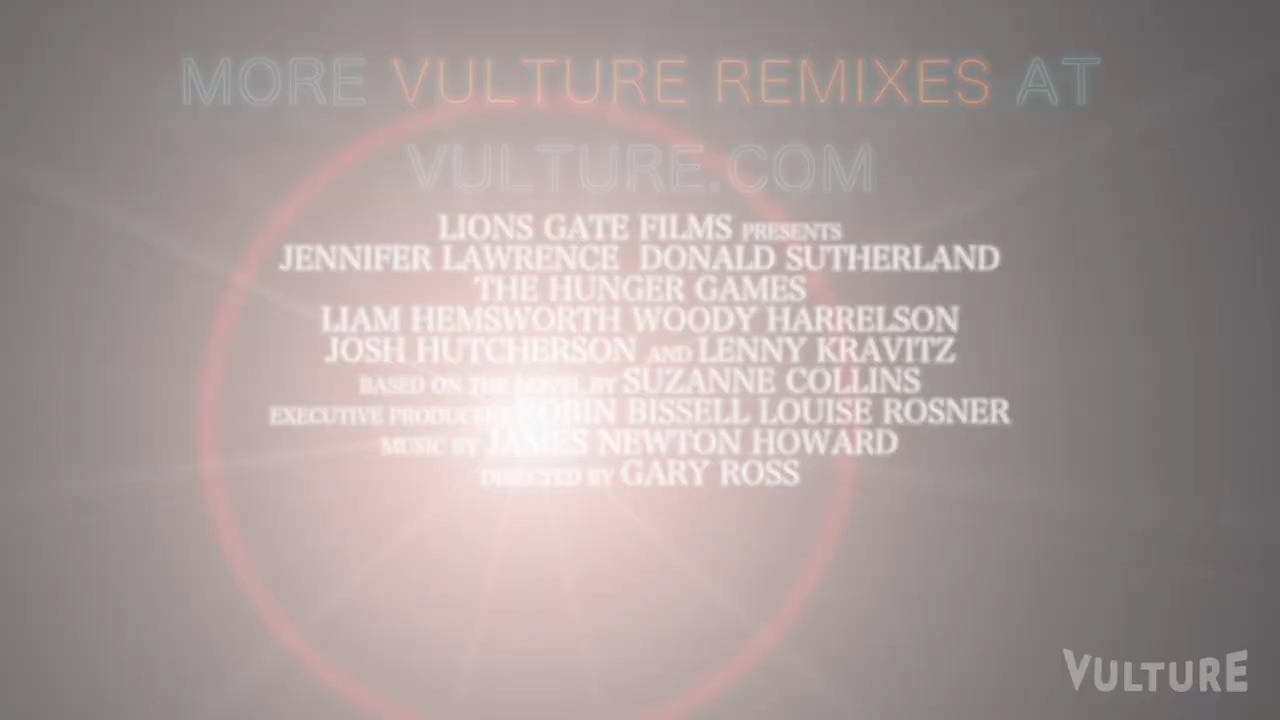 MORE VULTURE REMIXES AT
VULTURE.COM
LIONS GATE FILMS PRESENTS
JENNIFER LAWRENCE DONALD SUTHERLAND
THE HUNGER GAMES
LIAM HEMSWORTH WOODY HARRELSON
JOSH HUTCHERSON AND LENNY KRAVITZ
BASED ON THE NOVEL BY SUZANNE COLLINS
EXECUTIVE PRODUCERS ROBIN BISSELL LOUISE ROSNER
MUSIC BY JAMES NEWTON HOWARD
DIRECTED BY GARY ROSS
VULTURE